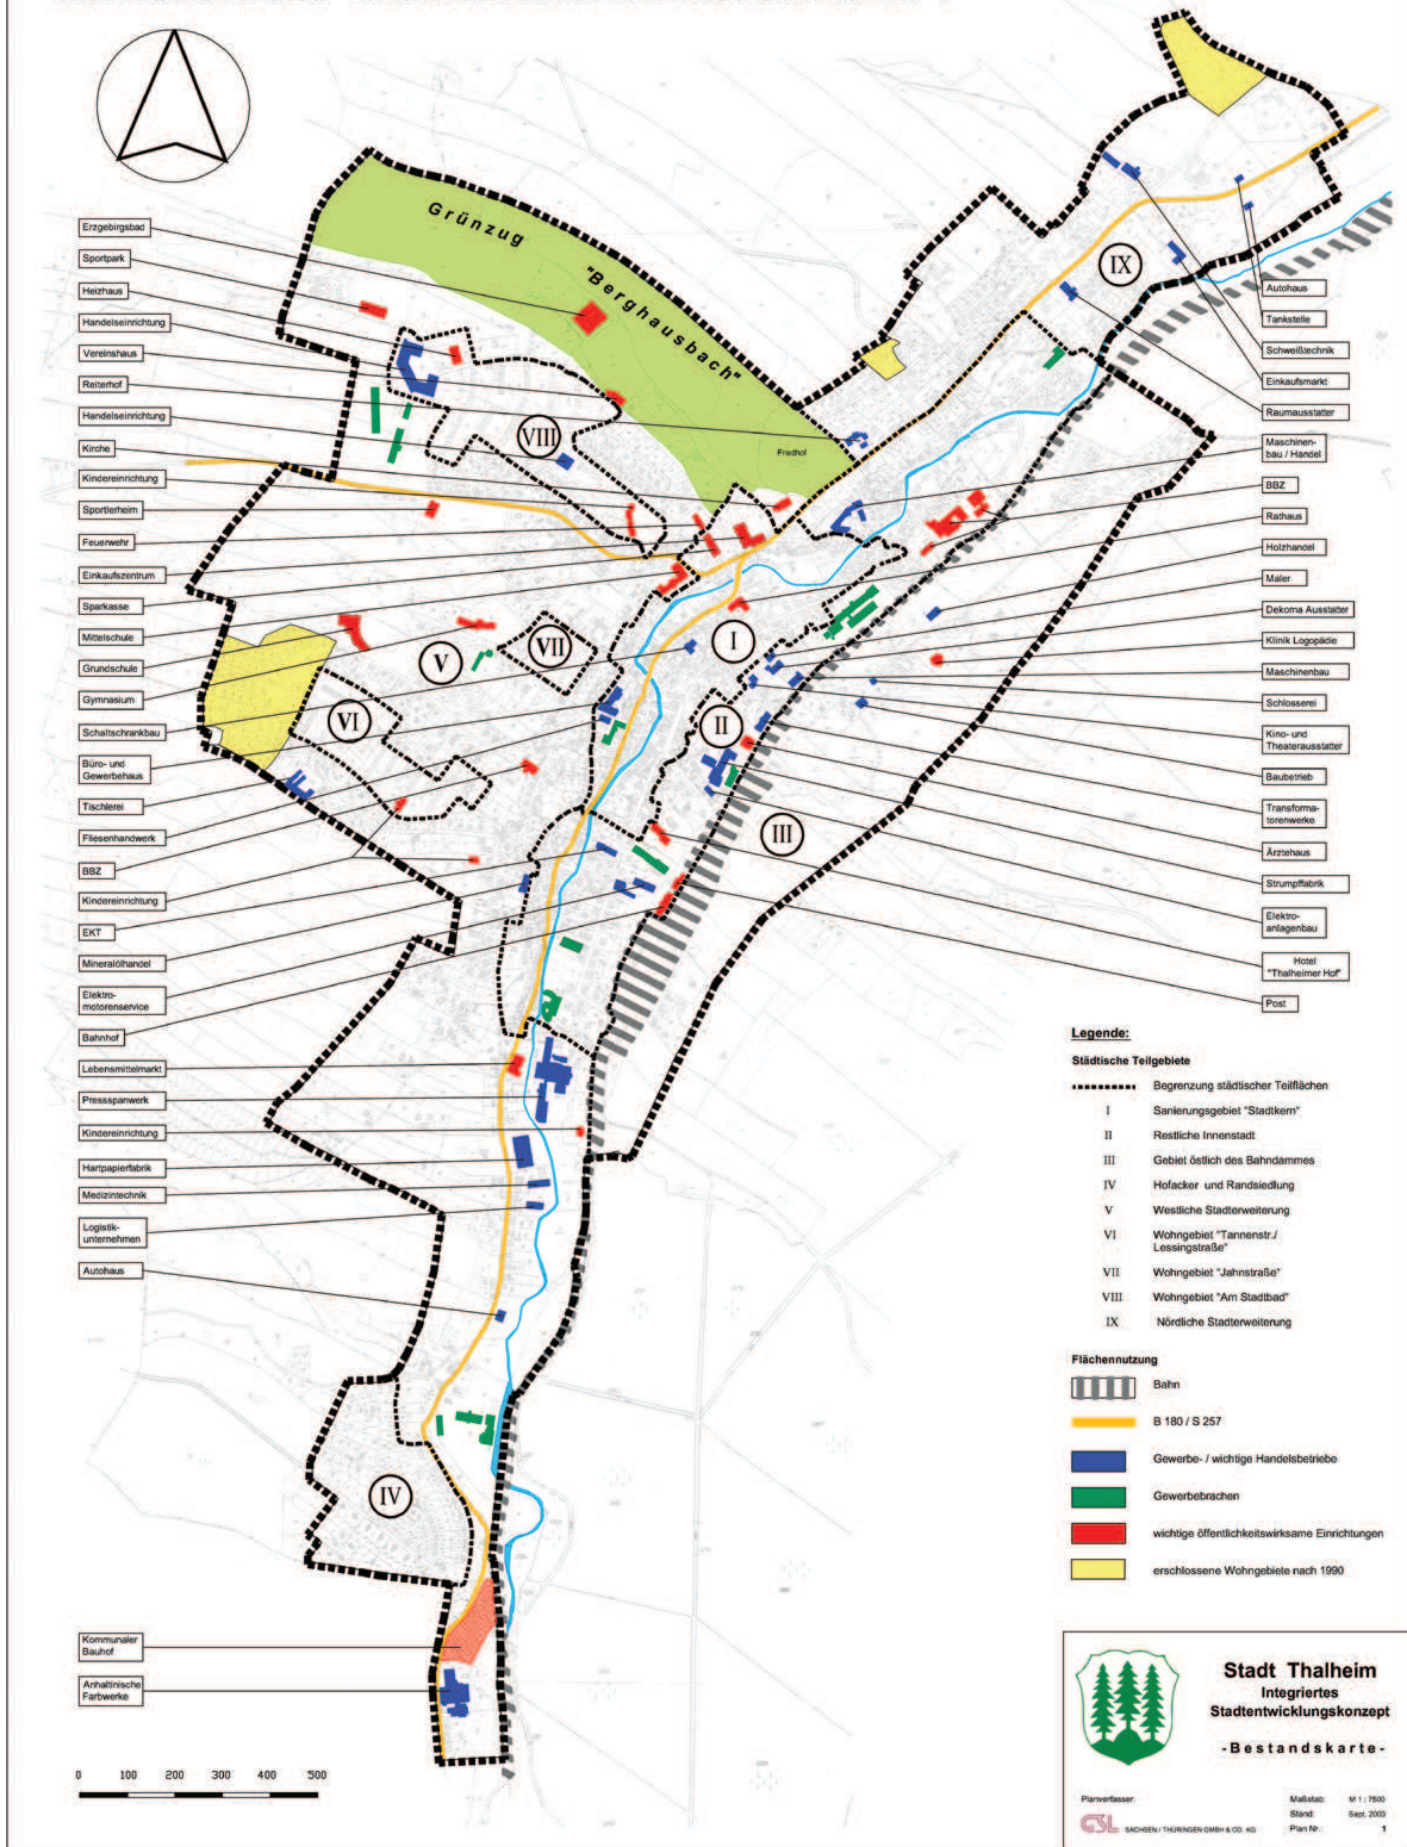 Grünzug
"Berghausbach"
Friedhof
Erzgebirgsbad
Sportpark
Heizhaus
Handelseinrichtung
Vereinshaus
Reiterhof
Handelseinrichtung
Kirche
Kindereinrichtung
Sportlerheim
Feuerwehr
Einkaufszentrum
Sparkasse
Mittelschule
Grundschule
Gymnasium
Schaltschrankbau
Büro- und
Gewerbehaus
Tischlerei
Fliesenhandwerk
BBZ
Kindereinrichtung
EKT
Mineralölhandel
Elektro-
motorenservice
Bahnhof
Lebensmittelmarkt
Pressspanwerk
Kindereinrichtung
Hartpapierfabrik
Medizintechnik
Logistik-
unternehmen
Autohaus
Kommunaler
Bauhof
Anhaltinische
Farbwerke
I
II
III
IV
V
VI
VII
VIII
IX
Autohaus
Tankstelle
Schweißtechnik
Einkaufsmarkt
Raumausstatter
Maschinen-
bau / Handel
BBZ
Rathaus
Holzhandel
Maler
Dekoma Ausstatter
Klinik Logopädie
Maschinenbau
Schlosserei
Kino- und
Theaterausstatter
Baubetrieb
Transforma-
torenwerke
Ärztehaus
Strumpffabrik
Elektro-
anlagenbau
Hotel
"Thalheimer Hof"
Post
Legende:
Städtische Teilgebiete
Begrenzung städtischer Teilflächen
I Sanierungsgebiet "Stadtkern"
II Restliche Innenstadt
III Gebiet östlich des Bahndammes
IV Hofacker und Randsiedlung
V Westliche Stadterweiterung
VI Wohngebiet "Tannenstr./
Lessingstraße"
VII Wohngebiet "Jahnstraße"
VIII Wohngebiet "Am Stadtbad"
IX Nördliche Stadterweiterung
Flächennutzung
Bahn
B 180 / S 257
Gewerbe- / wichtige Handelsbetriebe
Gewerbebrachen
wichtige öffentlichkeitswirksame Einrichtungen
erschlossene Wohngebiete nach 1990
0 100 200 300 400 500
Stadt Thalheim
Integriertes
Stadtentwicklungskonzept
-Bestandskarte-
Planverfasser:
GSL SACHSEN / THÜRINGEN GMBH & CO. KG
Maßstab: M 1 : 7500
Stand: Sept. 2003
Plan Nr.: 1